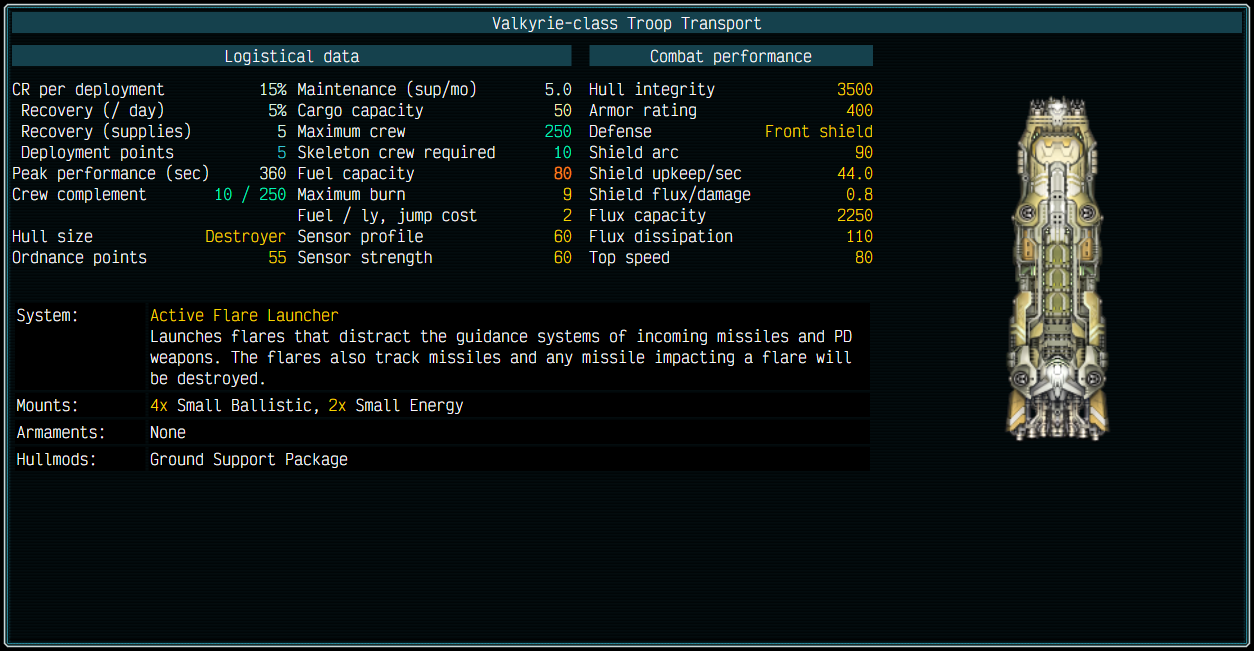 Valkyrie-class Troop Transport
Logistical data
CR per deployment 15%
Recovery (/ day) 5%
Recovery (supplies) 5
Deployment points 5
Peak performance (sec) 360
Crew complement 10 / 250
Hull size Destroyer
Ordnance points 55
Maintenance (sup/mo) 5.0
Cargo capacity 50
Maximum crew 250
Skeleton crew required 10
Fuel capacity 80
Maximum burn 9
Fuel / ly, jump cost 2
Sensor profile 60
Sensor strength 60
Combat performance
Hull integrity 3500
Armor rating 400
Defense Front shield
Shield arc 90
Shield upkeep/sec 44.0
Shield flux/damage 0.8
Flux capacity 2250
Flux dissipation 110
Top speed 80
System: Active Flare Launcher
Launches flares that distract the guidance systems of incoming missiles and PD
weapons. The flares also track missiles and any missile impacting a flare will
be destroyed.
Mounts: 4x Small Ballistic, 2x Small Energy
Armaments: None
Hullmods: Ground Support Package